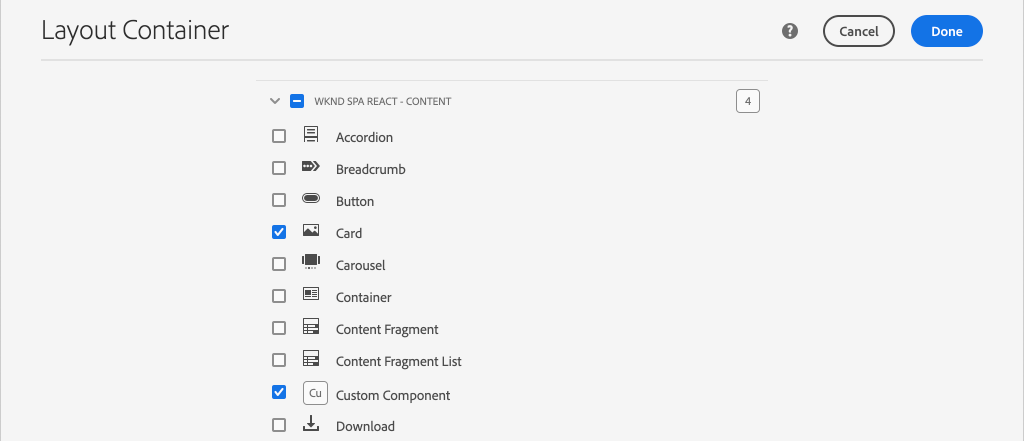 Layout Container
?
Cancel
Done
WKND SPA REACT - CONTENT
4
Accordion
Breadcrumb
Button
Card
Carousel
Container
Content Fragment
Content Fragment List
Cu Custom Component
Download